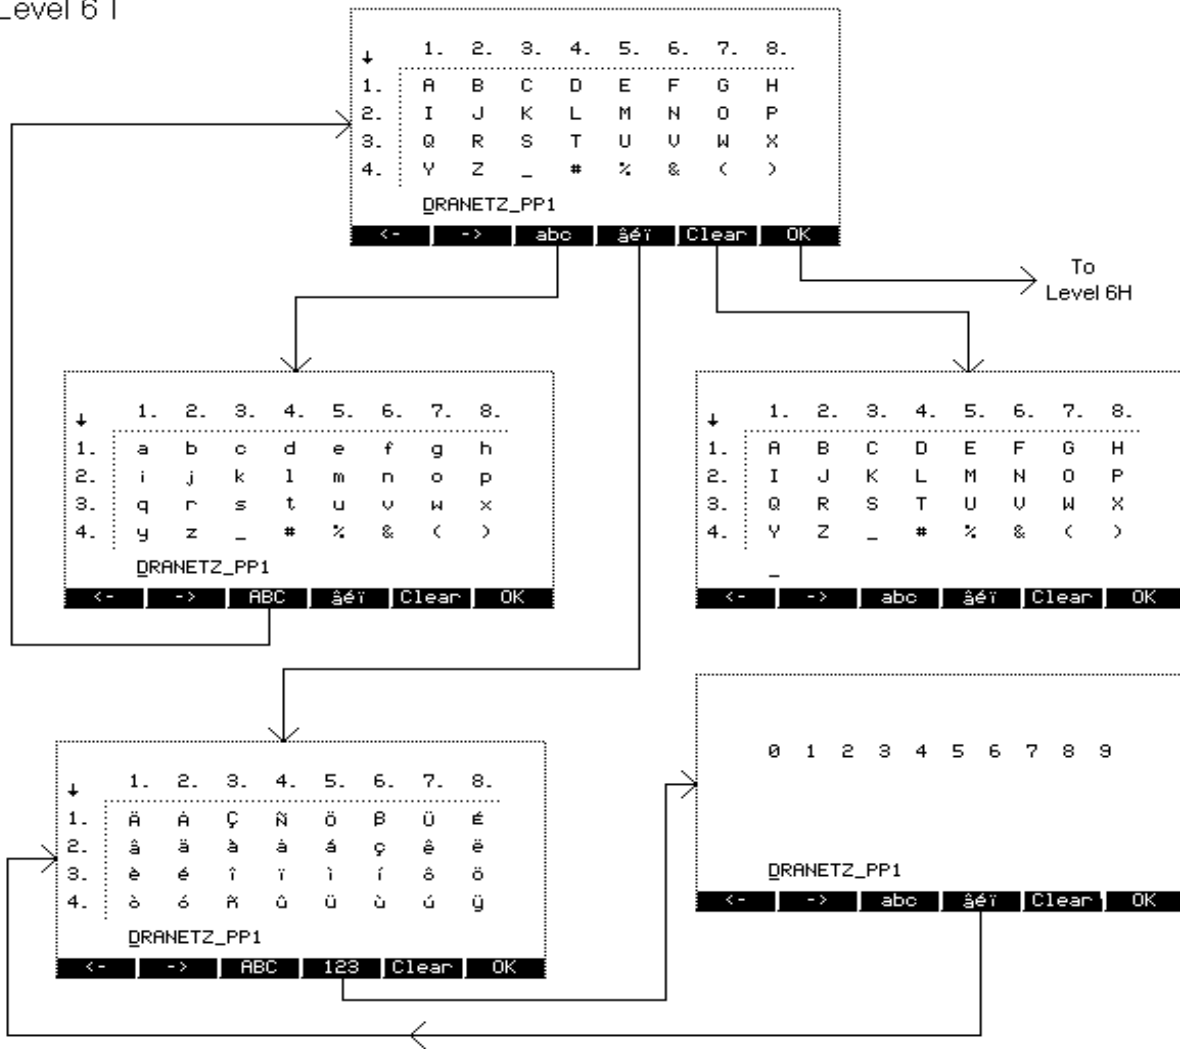 Level 6 I
↓ 1. 2. 3. 4. 5. 6. 7. 8.
1. A B C D E F G H
2. I J K L M N O P
3. Q R S T U V W X
4. Y Z _ # % & ( )
DRANETZ_PP1
<- -> abc âéï Clear OK
To
Level 6H
↓ 1. 2. 3. 4. 5. 6. 7. 8.
1. a b c d e f g h
2. i j k l m n o p
3. q r s t u v w x
4. y z _ # % & ( )
DRANETZ_PP1
<- -> ABC âéï Clear OK
↓ 1. 2. 3. 4. 5. 6. 7. 8.
1. A B C D E F G H
2. I J K L M N O P
3. Q R S T U V W X
4. Y Z _ # % & ( )
_
<- -> abc âéï Clear OK
↓ 1. 2. 3. 4. 5. 6. 7. 8.
1. Ä Ç Ñ Ü É
2. â ä à á ç ê ë
3. è é î ï ì í ô ö
4. ò ó û ü ù ú ÿ
DRANETZ_PP1
<- -> ABC 123 Clear OK
0 1 2 3 4 5 6 7 8 9
DRANETZ_PP1
<- -> abc âéï Clear OK